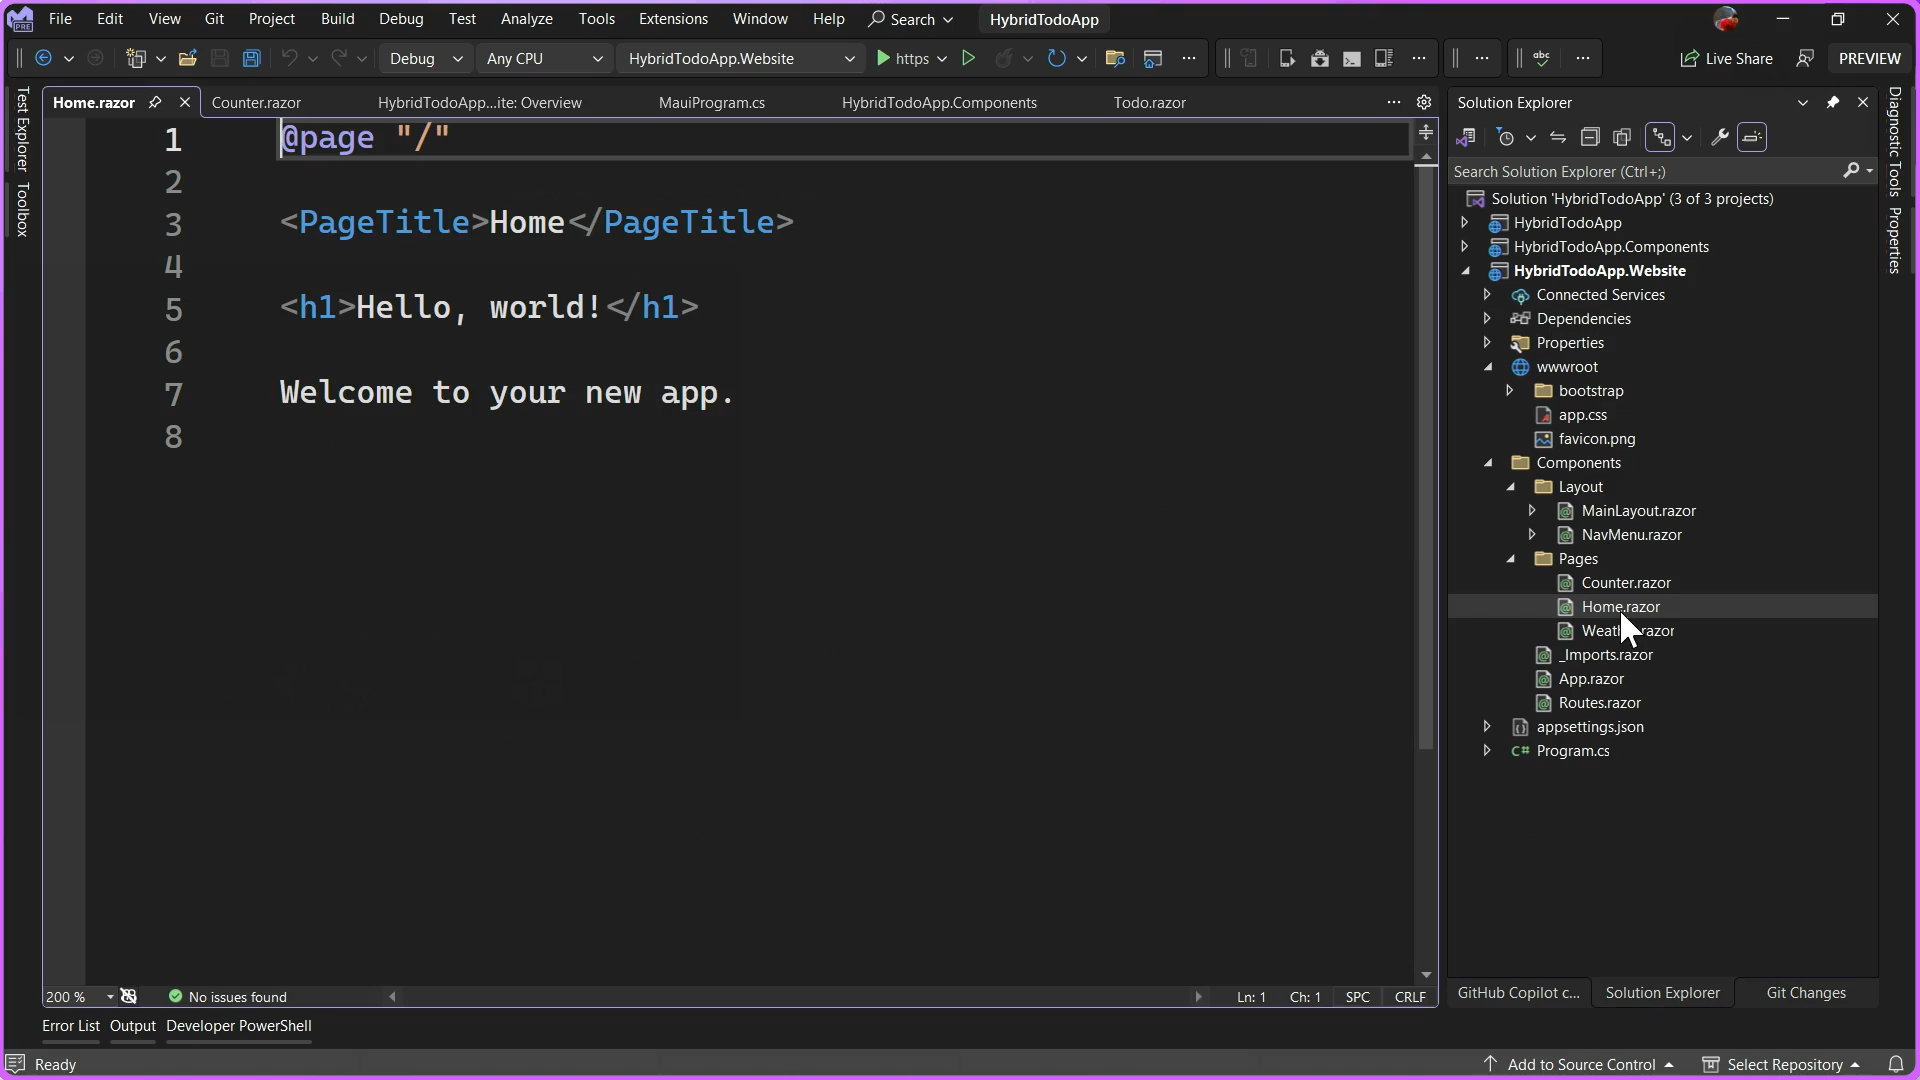 File Edit View Git Project Build Debug Test Analyze Tools Extensions Window Help Search HybridTodoApp
Debug Any CPU HybridTodoApp.Website https abc Live Share PREVIEW
Test Explorer
Toolbox
Home.razor Counter.razor HybridTodoApp...ite: Overview MauiProgram.cs HybridTodoApp.Components Todo.razor
1 @page "/"
2
3 <PageTitle>Home</PageTitle>
4
5 <h1>Hello, world!</h1>
6
7 Welcome to your new app.
8
200 % No issues found Ln: 1 Ch: 1 SPC CRLF
Error List Output Developer PowerShell
Solution Explorer
Search Solution Explorer (Ctrl+;)
Solution 'HybridTodoApp' (3 of 3 projects)
HybridTodoApp
HybridTodoApp.Components
HybridTodoApp.Website
Connected Services
Dependencies
Properties
wwwroot
bootstrap
app.css
favicon.png
Components
Layout
MainLayout.razor
NavMenu.razor
Pages
Counter.razor
Home.razor
_Imports.razor
App.razor
Routes.razor
appsettings.json
C# Program.cs
GitHub Copilot c... Solution Explorer Git Changes
Diagnostic Tools
Properties
Ready Add to Source Control Select Repository